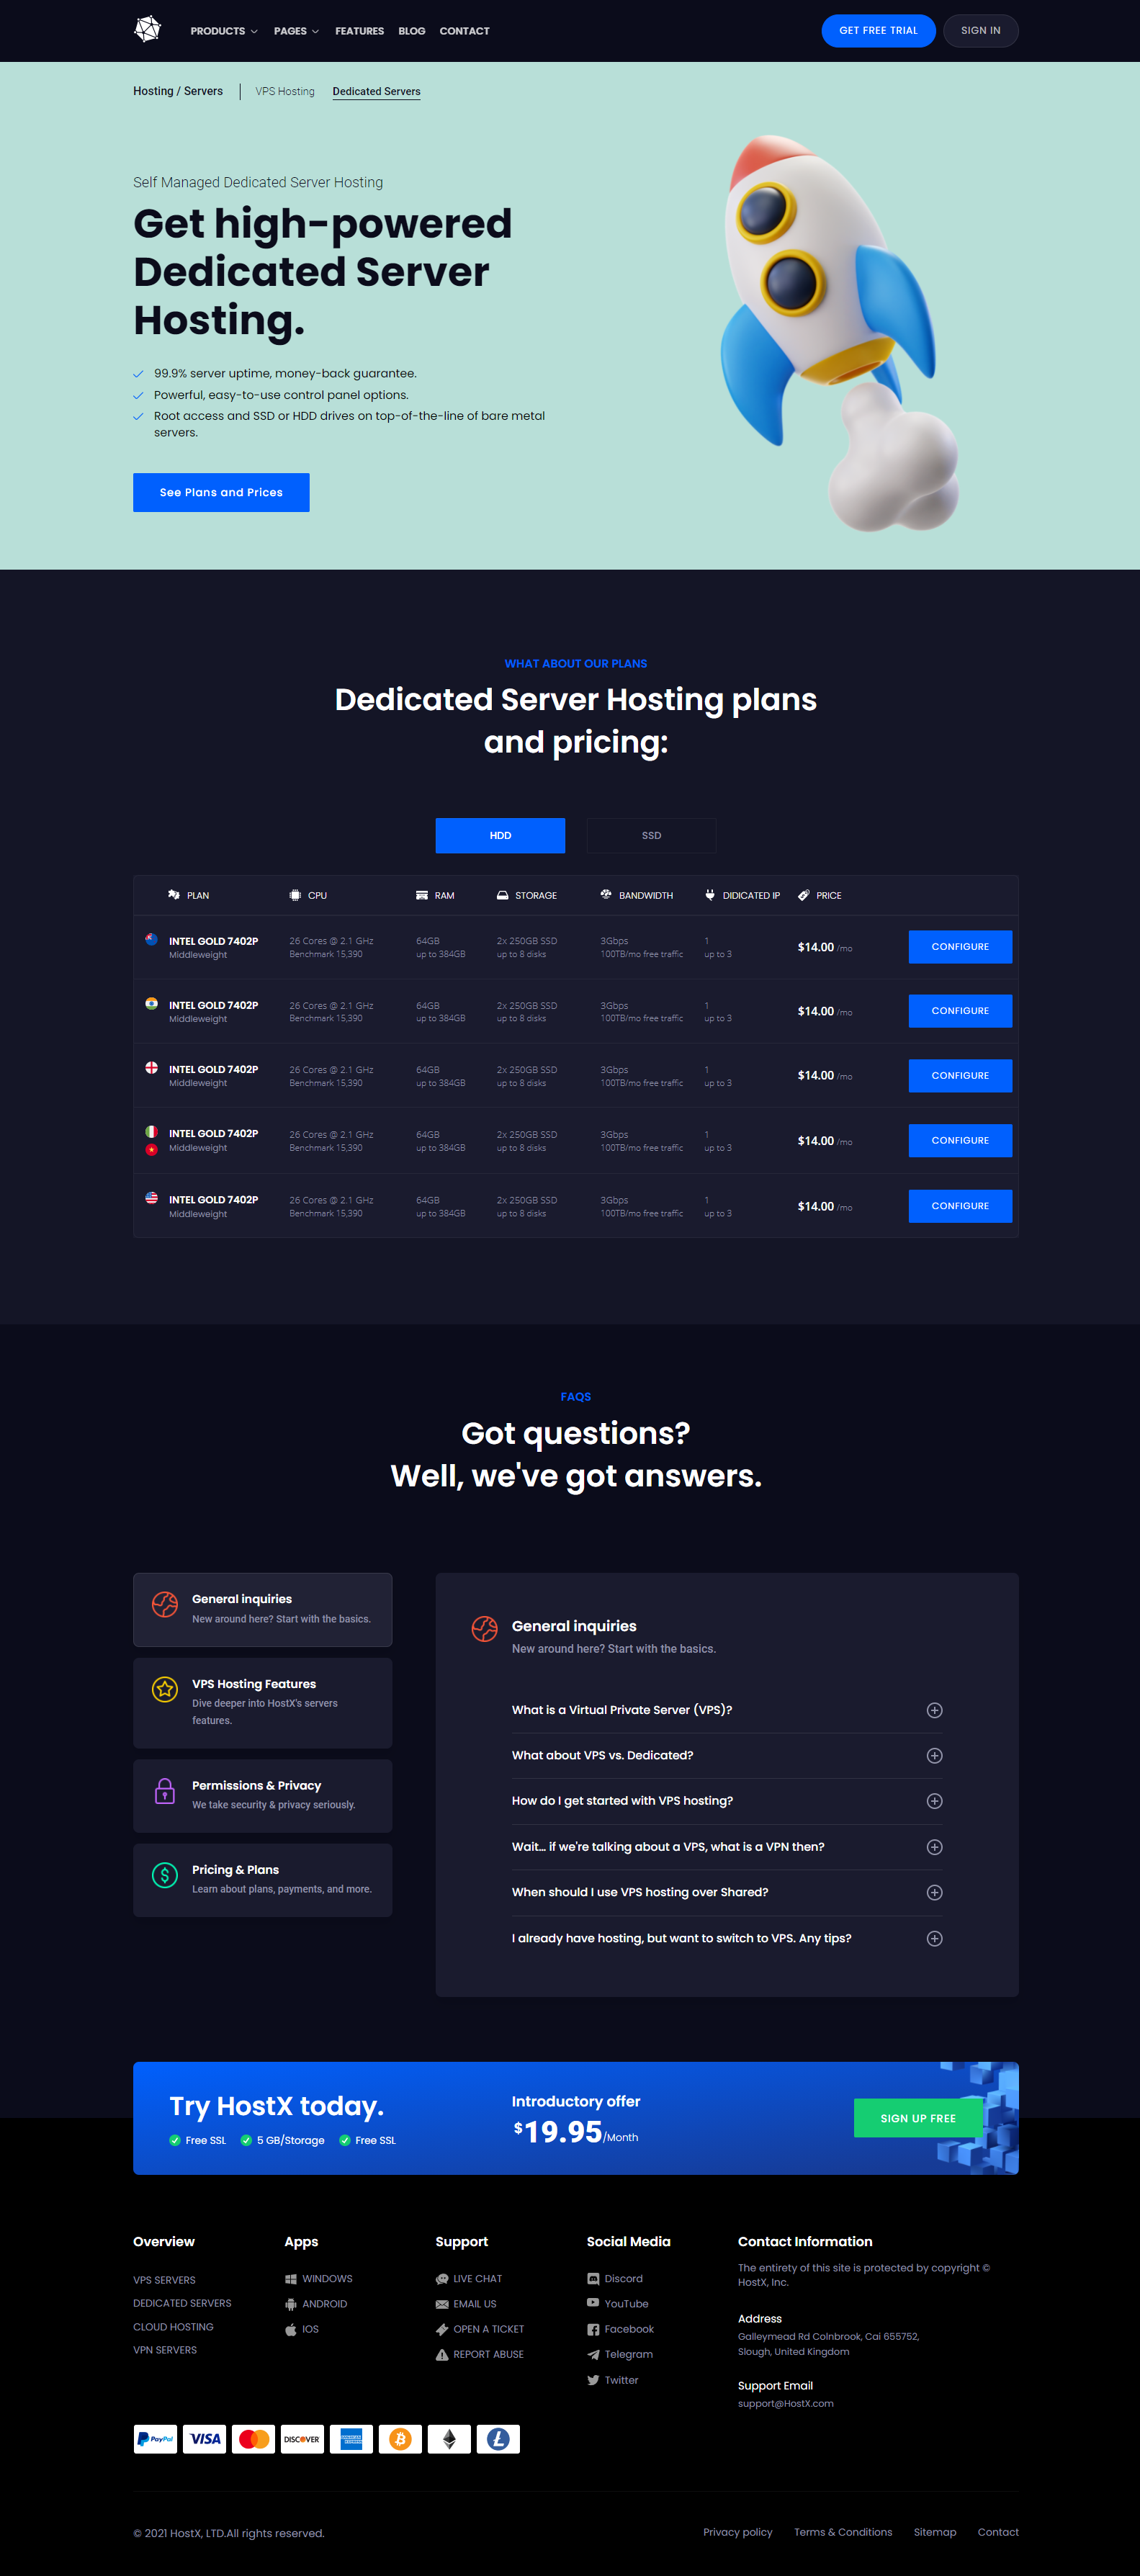 PRODUCTS PAGES FEATURES BLOG CONTACT GET FREE TRIAL SIGN IN
Hosting / Servers VPS Hosting Dedicated Servers
Self Managed Dedicated Server Hosting
Get high-powered
Dedicated Server
Hosting.
99.9% server uptime, money-back guarantee.
Powerful, easy-to-use control panel options.
Root access and SSD or HDD drives on top-of-the-line of bare metal
servers.
See Plans and Prices
WHAT ABOUT OUR PLANS
Dedicated Server Hosting plans
and pricing:
HDD SSD
PLAN CPU RAM STORAGE BANDWIDTH DIDICATED IP PRICE
INTEL GOLD 7402P 26 Cores @ 2.1 GHz 64GB 2x 250GB SSD 3Gbps 1 $14.00 /mo CONFIGURE
Middleweight Benchmark 15,390 up to 384GB up to 8 disks 100TB/mo free traffic up to 3
INTEL GOLD 7402P 26 Cores @ 2.1 GHz 64GB 2x 250GB SSD 3Gbps 1 $14.00 /mo CONFIGURE
Middleweight Benchmark 15,390 up to 384GB up to 8 disks 100TB/mo free traffic up to 3
INTEL GOLD 7402P 26 Cores @ 2.1 GHz 64GB 2x 250GB SSD 3Gbps 1 $14.00 /mo CONFIGURE
Middleweight Benchmark 15,390 up to 384GB up to 8 disks 100TB/mo free traffic up to 3
INTEL GOLD 7402P 26 Cores @ 2.1 GHz 64GB 2x 250GB SSD 3Gbps 1 $14.00 /mo CONFIGURE
Middleweight Benchmark 15,390 up to 384GB up to 8 disks 100TB/mo free traffic up to 3
INTEL GOLD 7402P 26 Cores @ 2.1 GHz 64GB 2x 250GB SSD 3Gbps 1 $14.00 /mo CONFIGURE
Middleweight Benchmark 15,390 up to 384GB up to 8 disks 100TB/mo free traffic up to 3
FAQS
Got questions?
Well, we've got answers.
General inquiries
New around here? Start with the basics.
VPS Hosting Features
Dive deeper into HostX's servers
features.
Permissions & Privacy
We take security & privacy seriously.
Pricing & Plans
Learn about plans, payments, and more.
General inquiries
New around here? Start with the basics.
What is a Virtual Private Server (VPS)?
What about VPS vs. Dedicated?
How do I get started with VPS hosting?
Wait... if we're talking about a VPS, what is a VPN then?
When should I use VPS hosting over Shared?
I already have hosting, but want to switch to VPS. Any tips?
Try HostX today.
Free SSL 5 GB/Storage Free SSL
Introductory offer
$19.95/Month
SIGN UP FREE
Overview
VPS SERVERS
DEDICATED SERVERS
CLOUD HOSTING
VPN SERVERS
Apps
WINDOWS
ANDROID
IOS
Support
LIVE CHAT
EMAIL US
OPEN A TICKET
REPORT ABUSE
Social Media
Discord
YouTube
Facebook
Telegram
Twitter
Contact Information
The entirety of this site is protected by copyright ©
HostX, Inc.
Address
Galleymead Rd Colnbrook, Cai 655752,
Slough, United Kingdom
Support Email
support@HostX.com
PayPal VISA DISCOVER
© 2021 HostX, LTD.All rights reserved.
Privacy policy Terms & Conditions Sitemap Contact